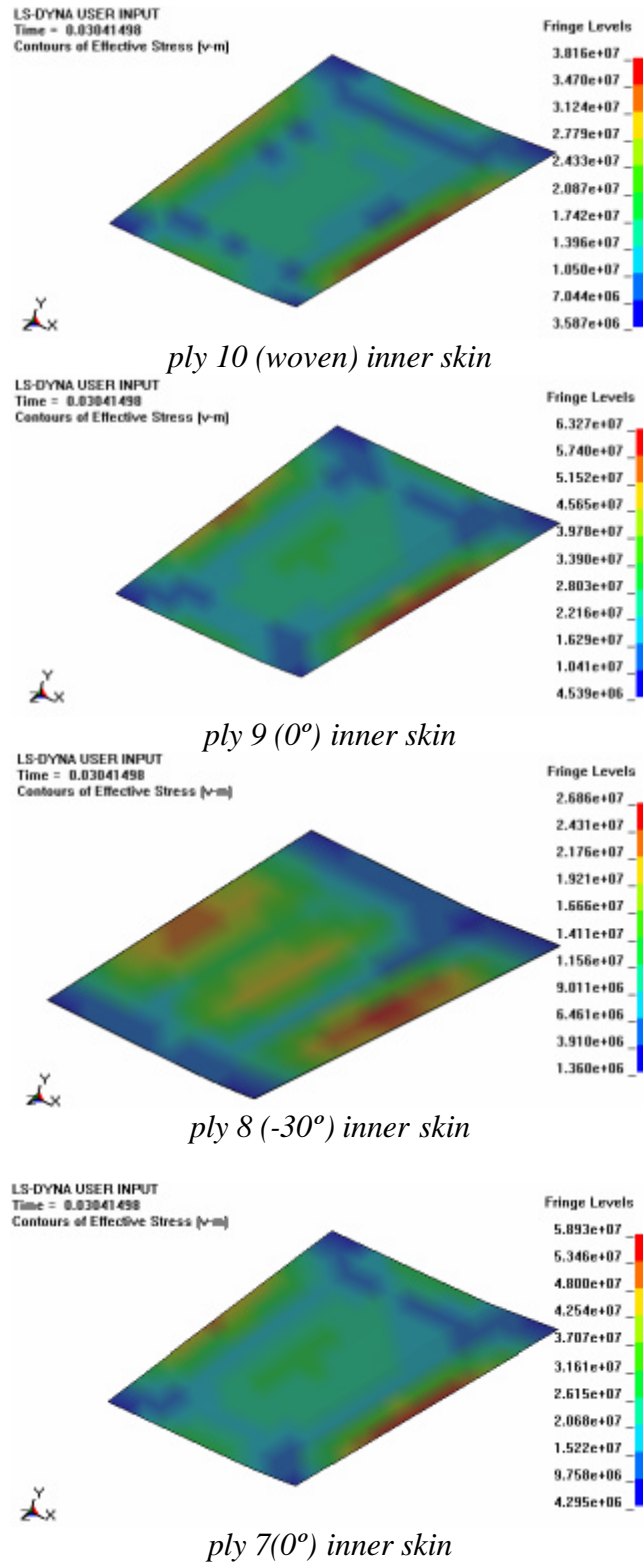 LS-DYNA USER INPUT
Time = 0.03041498
Contours of Effective Stress (v-m)
Fringe Levels
3.816e+07
3.470e+07
3.124e+07
2.779e+07
2.433e+07
2.087e+07
1.742e+07
1.396e+07
1.050e+07
7.044e+06
3.587e+06
Y
Z X
ply 10 (woven) inner skin
LS-DYNA USER INPUT
Time = 0.03041498
Contours of Effective Stress (v-m)
Fringe Levels
6.327e+07
5.740e+07
5.152e+07
4.565e+07
3.978e+07
3.390e+07
2.803e+07
2.216e+07
1.629e+07
1.041e+07
4.539e+06
Y
Z X
ply 9 (0º) inner skin
LS-DYNA USER INPUT
Time = 0.03041498
Contours of Effective Stress (v-m)
Fringe Levels
2.686e+07
2.431e+07
2.176e+07
1.921e+07
1.666e+07
1.411e+07
1.156e+07
9.011e+06
6.461e+06
3.910e+06
1.360e+06
Y
Z X
ply 8 (-30º) inner skin
LS-DYNA USER INPUT
Time = 0.03041498
Contours of Effective Stress (v-m)
Fringe Levels
5.893e+07
5.346e+07
4.800e+07
4.254e+07
3.707e+07
3.161e+07
2.615e+07
2.068e+07
1.522e+07
9.758e+06
4.295e+06
Y
Z X
ply 7(0º) inner skin